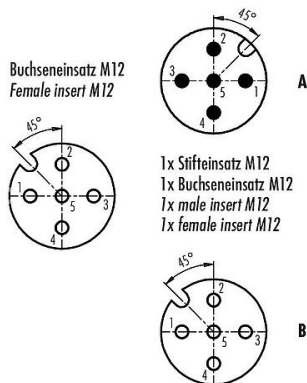 Buchseneinsatz M12
Female insert M12
45°
2
1
5
3
4
45°
2
3
5
1
4
A
1x Stifteinsatz M12
1x Buchseneinsatz M12
1x male insert M12
1x female insert M12
45°
2
1
5
3
4
B